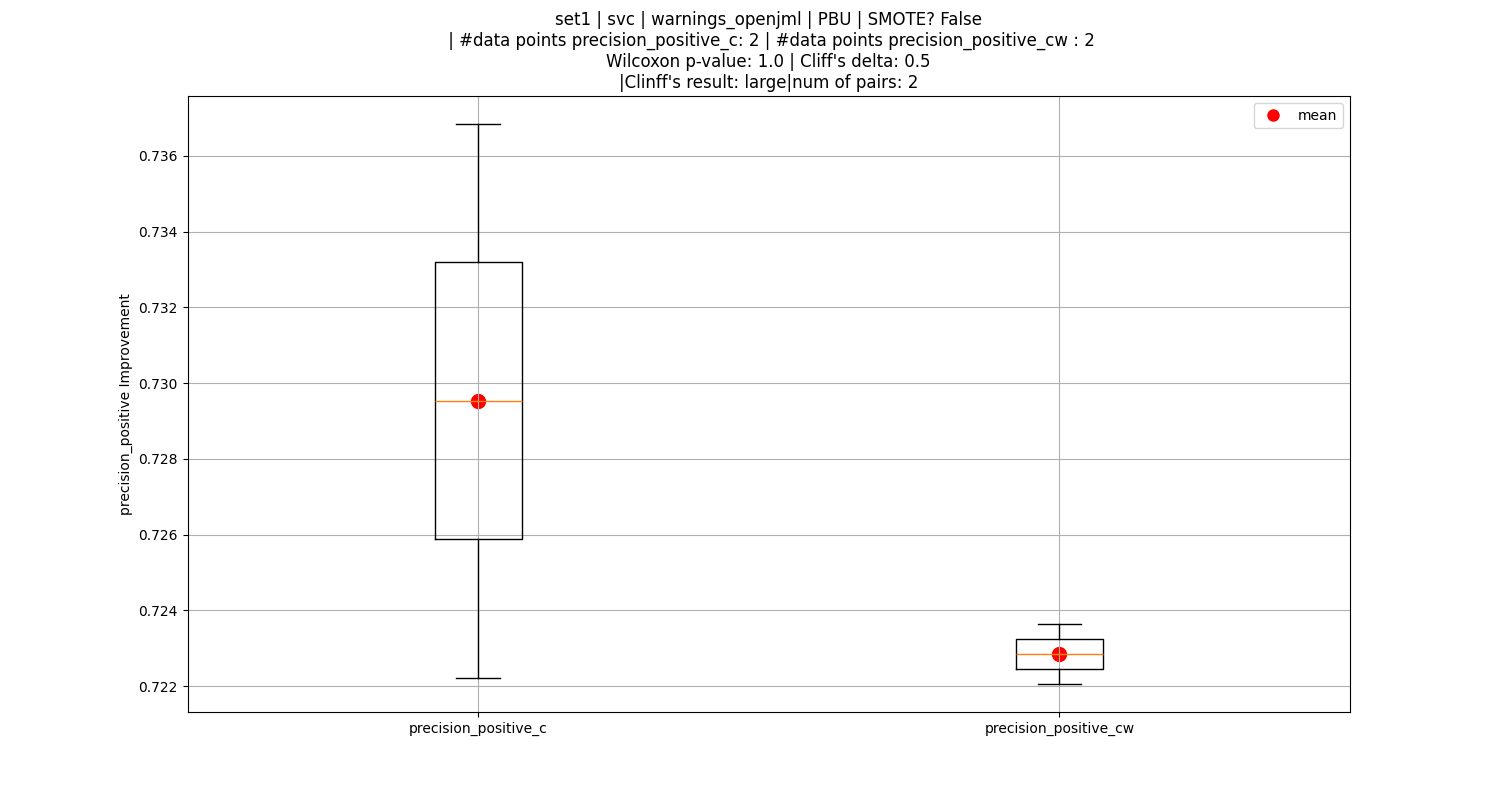 set1 | svc | warnings_openjml | PBU | SMOTE? False
| #data points precision_positive_c: 2 | #data points precision_positive_cw : 2
Wilcoxon p-value: 1.0 | Cliff's delta: 0.5
|Clinff's result: large|num of pairs: 2
mean
0.736
0.734
0.732
0.730
0.728
0.726
0.724
0.722
precision_positive Improvement
precision_positive_c
precision_positive_cw